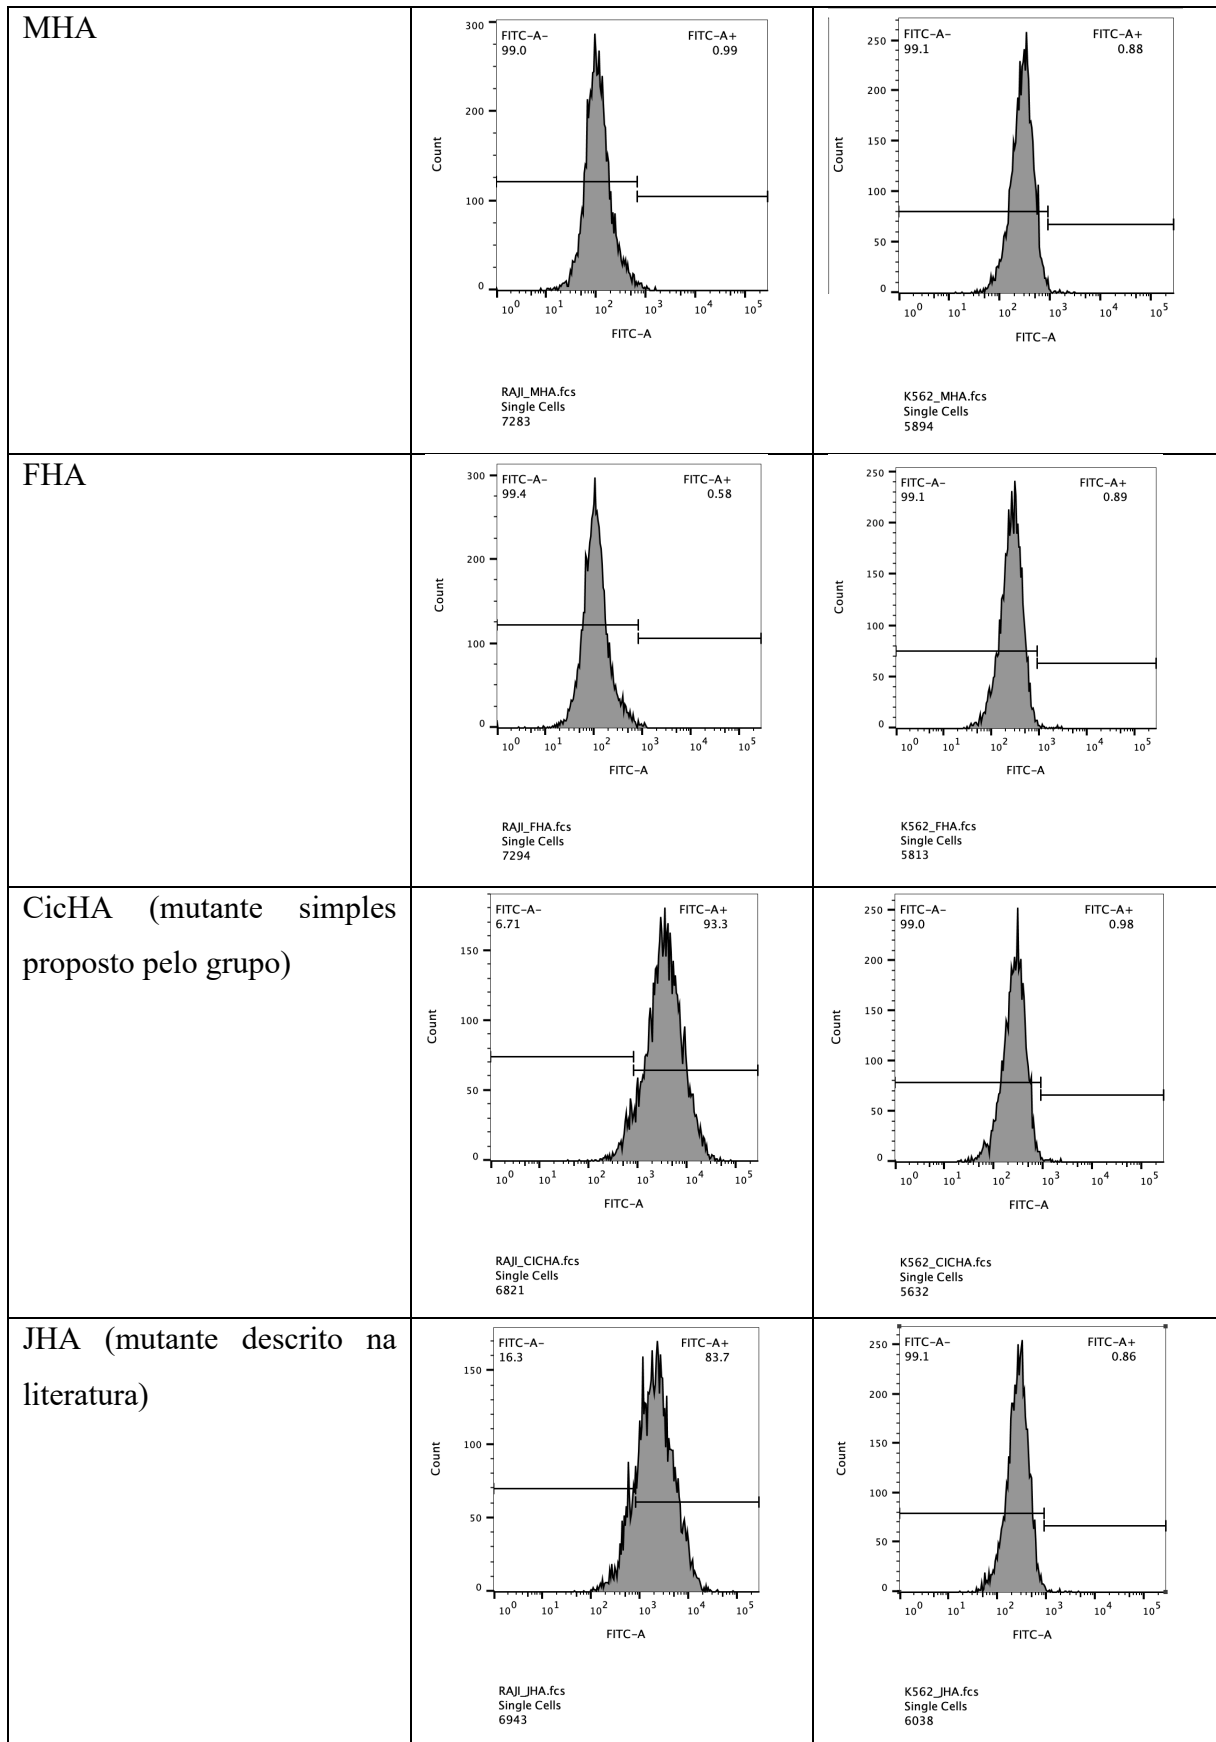 MHA
FITC-A-
99.0
FITC-A+
0.99
300
200
100
0
Count
10^0 10^1 10^2 10^3 10^4 10^5
FITC-A
RAJI_MHA.fcs
Single Cells
7283
FITC-A-
99.1
FITC-A+
0.88
250
200
150
100
50
0
Count
10^0 10^1 10^2 10^3 10^4 10^5
FITC-A
K562_MHA.fcs
Single Cells
5894
FHA
FITC-A-
99.4
FITC-A+
0.58
300
200
100
0
Count
10^0 10^1 10^2 10^3 10^4 10^5
FITC-A
RAJI_FHA.fcs
Single Cells
7294
FITC-A-
99.1
FITC-A+
0.89
250
200
150
100
50
0
Count
10^0 10^1 10^2 10^3 10^4 10^5
FITC-A
K562_FHA.fcs
Single Cells
5813
CicHA (mutante simples
proposto pelo grupo)
FITC-A-
6.71
FITC-A+
93.3
150
100
50
0
Count
10^0 10^1 10^2 10^3 10^4 10^5
FITC-A
RAJI_CICHA.fcs
Single Cells
6821
FITC-A-
99.0
FITC-A+
0.98
250
200
150
100
50
0
Count
10^0 10^1 10^2 10^3 10^4 10^5
FITC-A
K562_CICHA.fcs
Single Cells
5632
JHA (mutante descrito na
literatura)
FITC-A-
16.3
FITC-A+
83.7
150
100
50
0
Count
10^0 10^1 10^2 10^3 10^4 10^5
FITC-A
RAJI_JHA.fcs
Single Cells
6943
FITC-A-
99.1
FITC-A+
0.86
250
200
150
100
50
0
Count
10^0 10^1 10^2 10^3 10^4 10^5
FITC-A
K562_JHA.fcs
Single Cells
6038